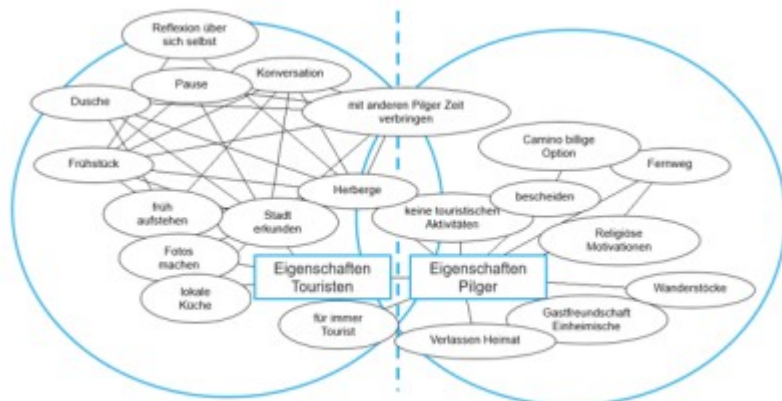 Reflexion über
sich selbst
Pause
Konversation
Dusche
mit anderen Pilger Zeit
verbringen
Camino billige
Option
Frühstück
Fernweg
Herberge
bescheiden
früh
aufstehen
Stadt
erkunden
keine touristischen
Aktivitäten
Religiöse
Motivationen
Fotos
machen
Eigenschaften
Touristen
Eigenschaften
Pilger
lokale
Küche
Wanderstöcke
für immer
Tourist
Gastfreundschaft
Einheimische
Verlassen Heimat